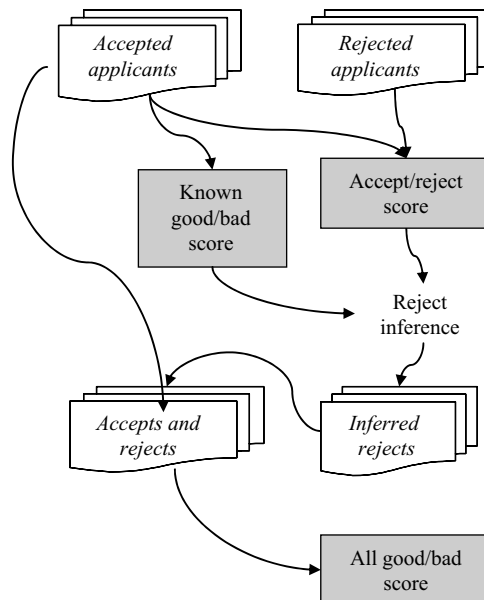 Accepted
applicants
Rejected
applicants
Known
good/bad
score
Accept/reject
score
Reject
inference
Accepts and
rejects
Inferred
rejects
All good/bad
score